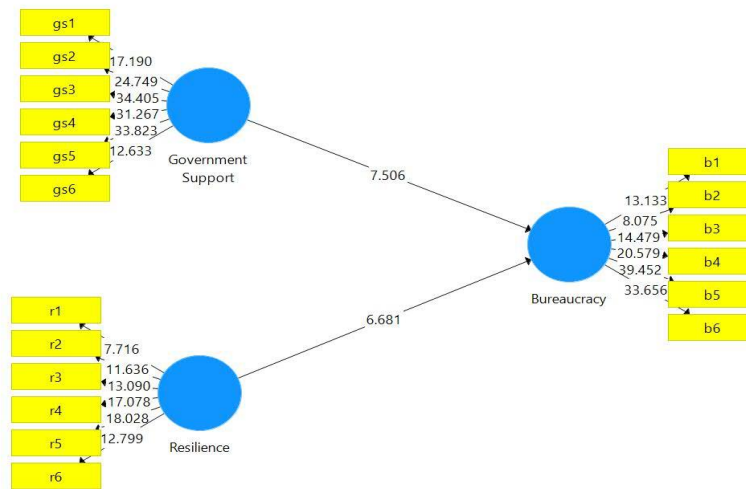 gs1
gs2
gs3
gs4
gs5
gs6
17.190
24.749
34.405
31.267
33.823
12.633
Government
Support
7.506
b1
b2
b3
b4
b5
b6
13.133
8.075
14.479
20.579
39.452
33.656
Bureaucracy
r1
r2
r3
r4
r5
r6
7.716
11.636
13.090
17.078
18.028
12.799
Resilience
6.681